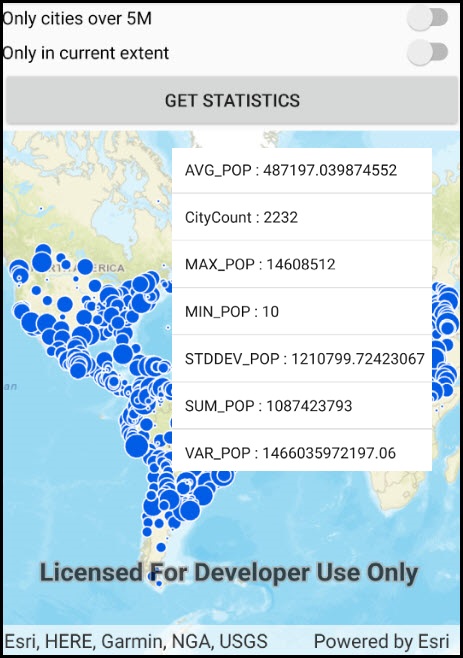 Only cities over 5M
Only in current extent
GET STATISTICS
AVG_POP : 487197.039874552
CityCount : 2232
MAX_POP : 14608512
MIN_POP : 10
STDDEV_POP : 1210799.72423067
SUM_POP : 1087423793
VAR_POP : 1466035972197.06
Licensed For Developer Use Only
Esri, HERE, Garmin, NGA, USGS
Powered by Esri